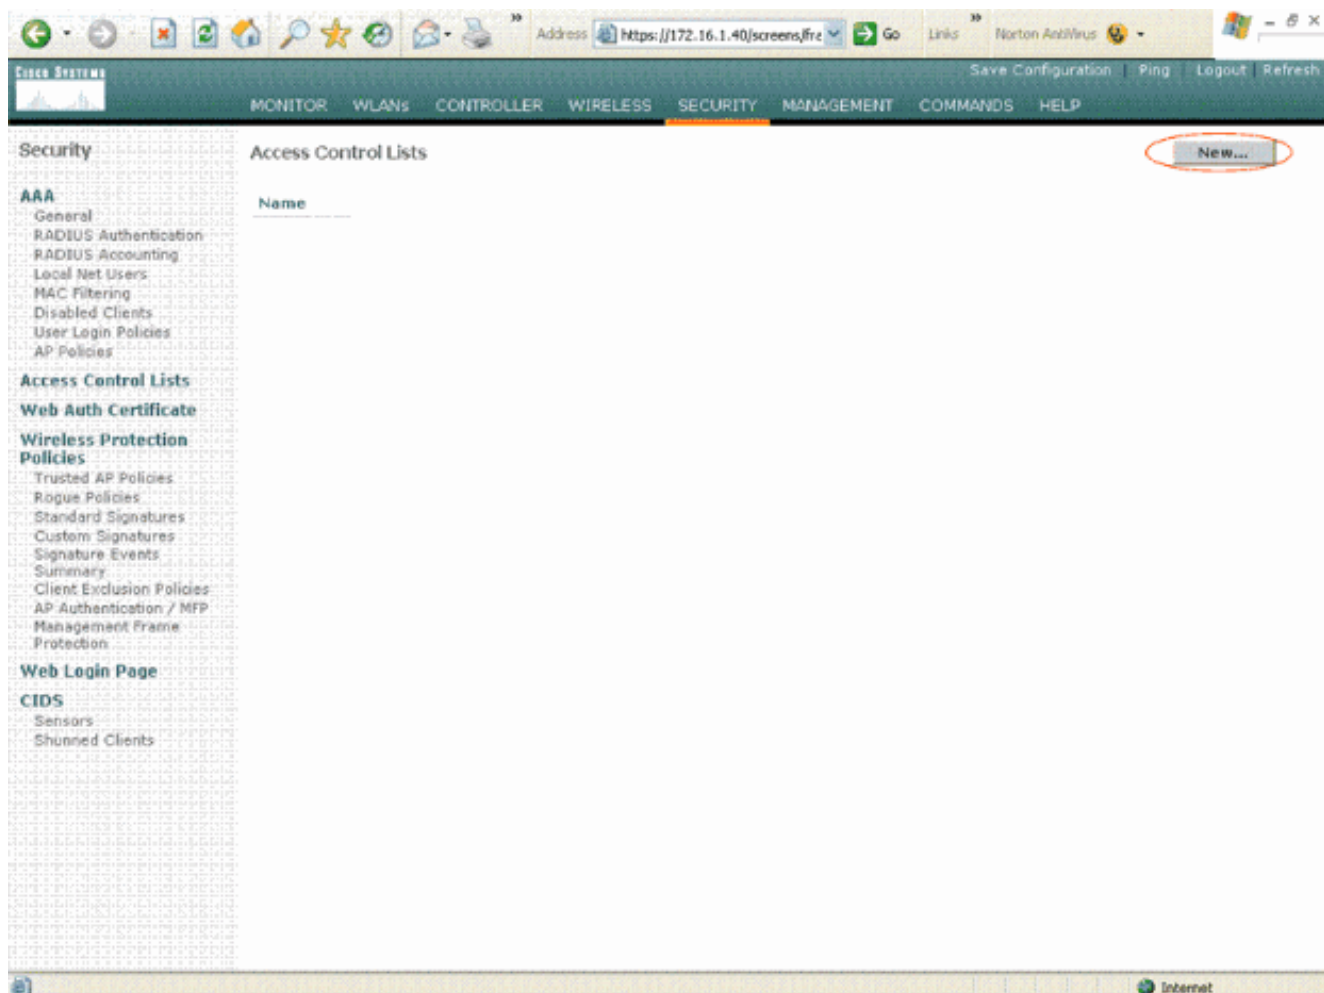 » » 
Address https://172.16.1.40/screens/fra Go Links Norton AntiVirus
CISCO SYSTEMS
Save Configuration | Ping | Logout | Refresh
MONITOR WLANs CONTROLLER WIRELESS SECURITY MANAGEMENT COMMANDS HELP
Security
Access Control Lists
New...
Name
AAA
General
RADIUS Authentication
RADIUS Accounting
Local Net Users
MAC Filtering
Disabled Clients
User Login Policies
AP Policies
Access Control Lists
Web Auth Certificate
Wireless Protection
Policies
Trusted AP Policies
Rogue Policies
Standard Signatures
Custom Signatures
Signature Events
Summary
Client Exclusion Policies
AP Authentication / MFP
Management Frame
Protection
Web Login Page
CIDS
Sensors
Shunned Clients
Internet